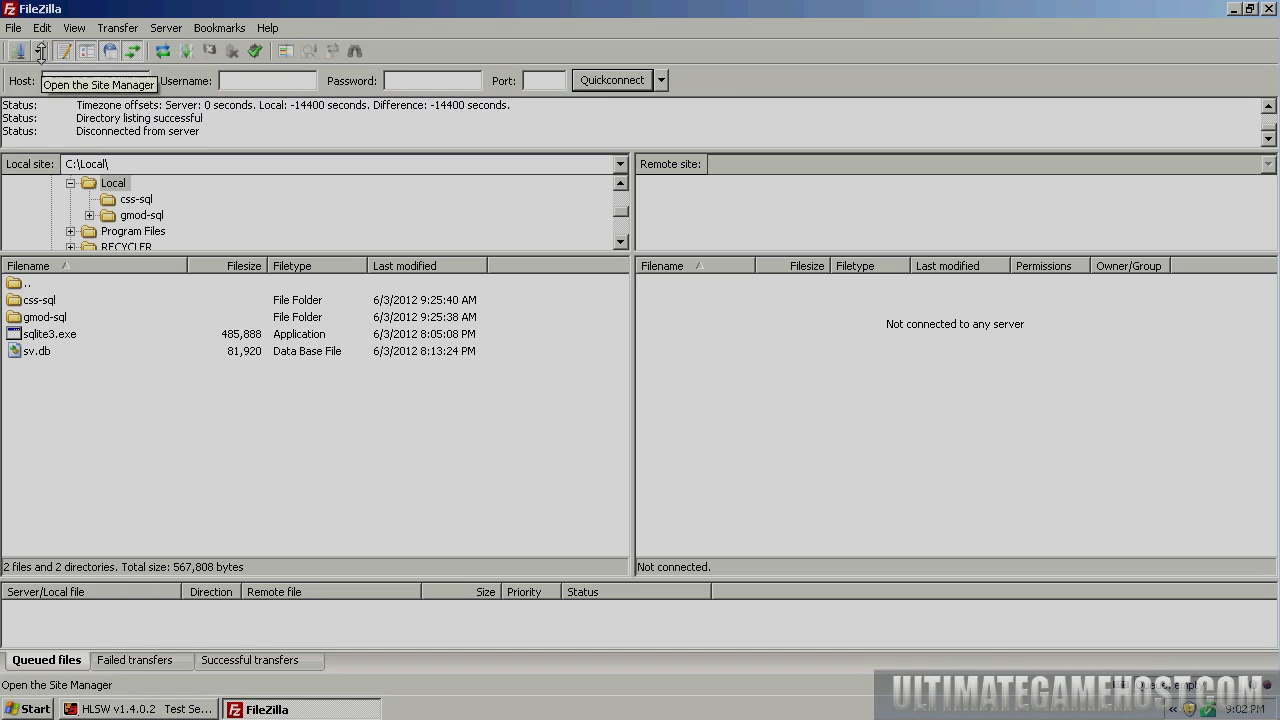 FileZilla
File Edit View Transfer Server Bookmarks Help
Host: Username: Password: Port: Quickconnect
Open the Site Manager
Status: Timezone offsets: Server: 0 seconds. Local: -14400 seconds. Difference: -14400 seconds.
Status: Directory listing successful
Status: Disconnected from server
Local site: C:\Local\
Remote site:
Local
css-sql
gmod-sql
Program Files
RECYCLER
Filename Filesize Filetype Last modified
..
css-sql File Folder 6/3/2012 9:25:40 AM
gmod-sql File Folder 6/3/2012 9:25:38 AM
sqlite3.exe 485,888 Application 6/3/2012 8:05:08 PM
sv.db 81,920 Data Base File 6/3/2012 8:13:24 PM
2 files and 2 directories. Total size: 567,808 bytes
Filename Filesize Filetype Last modified Permissions Owner/Group
Not connected to any server
Not connected.
Server/Local file Direction Remote file Size Priority Status
Queued files Failed transfers Successful transfers
Open the Site Manager
Queue: empty
ULTIMATEGAMEHOST.COM
Start HLSW v1.4.0.2 Test Se... FileZilla
9:02 PM